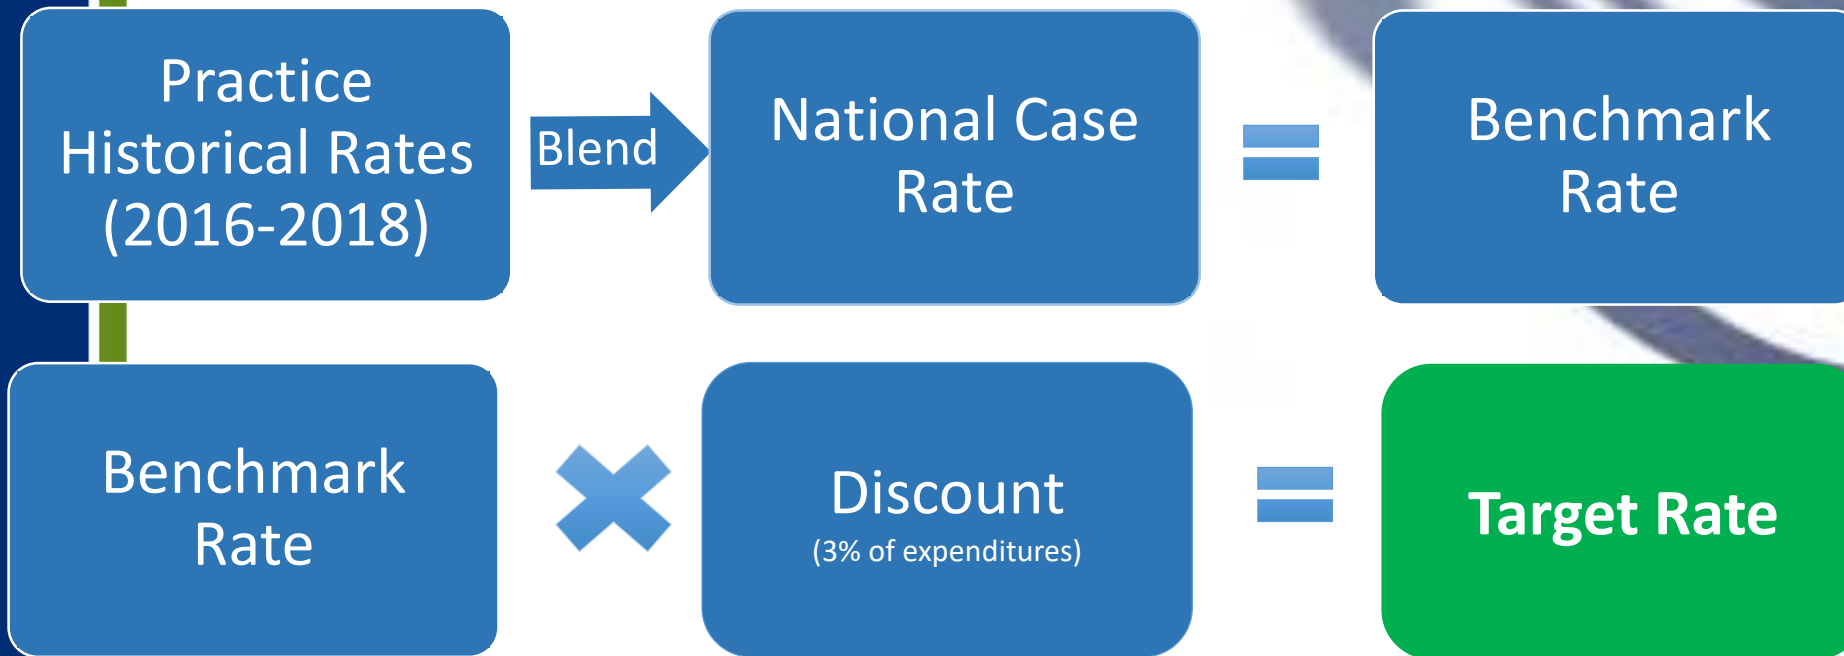 Practice
Historical Rates
(2016-2018)
Blend
National Case
Rate
Benchmark
Rate
Benchmark
Rate
Discount
(3% of expenditures)
Target Rate